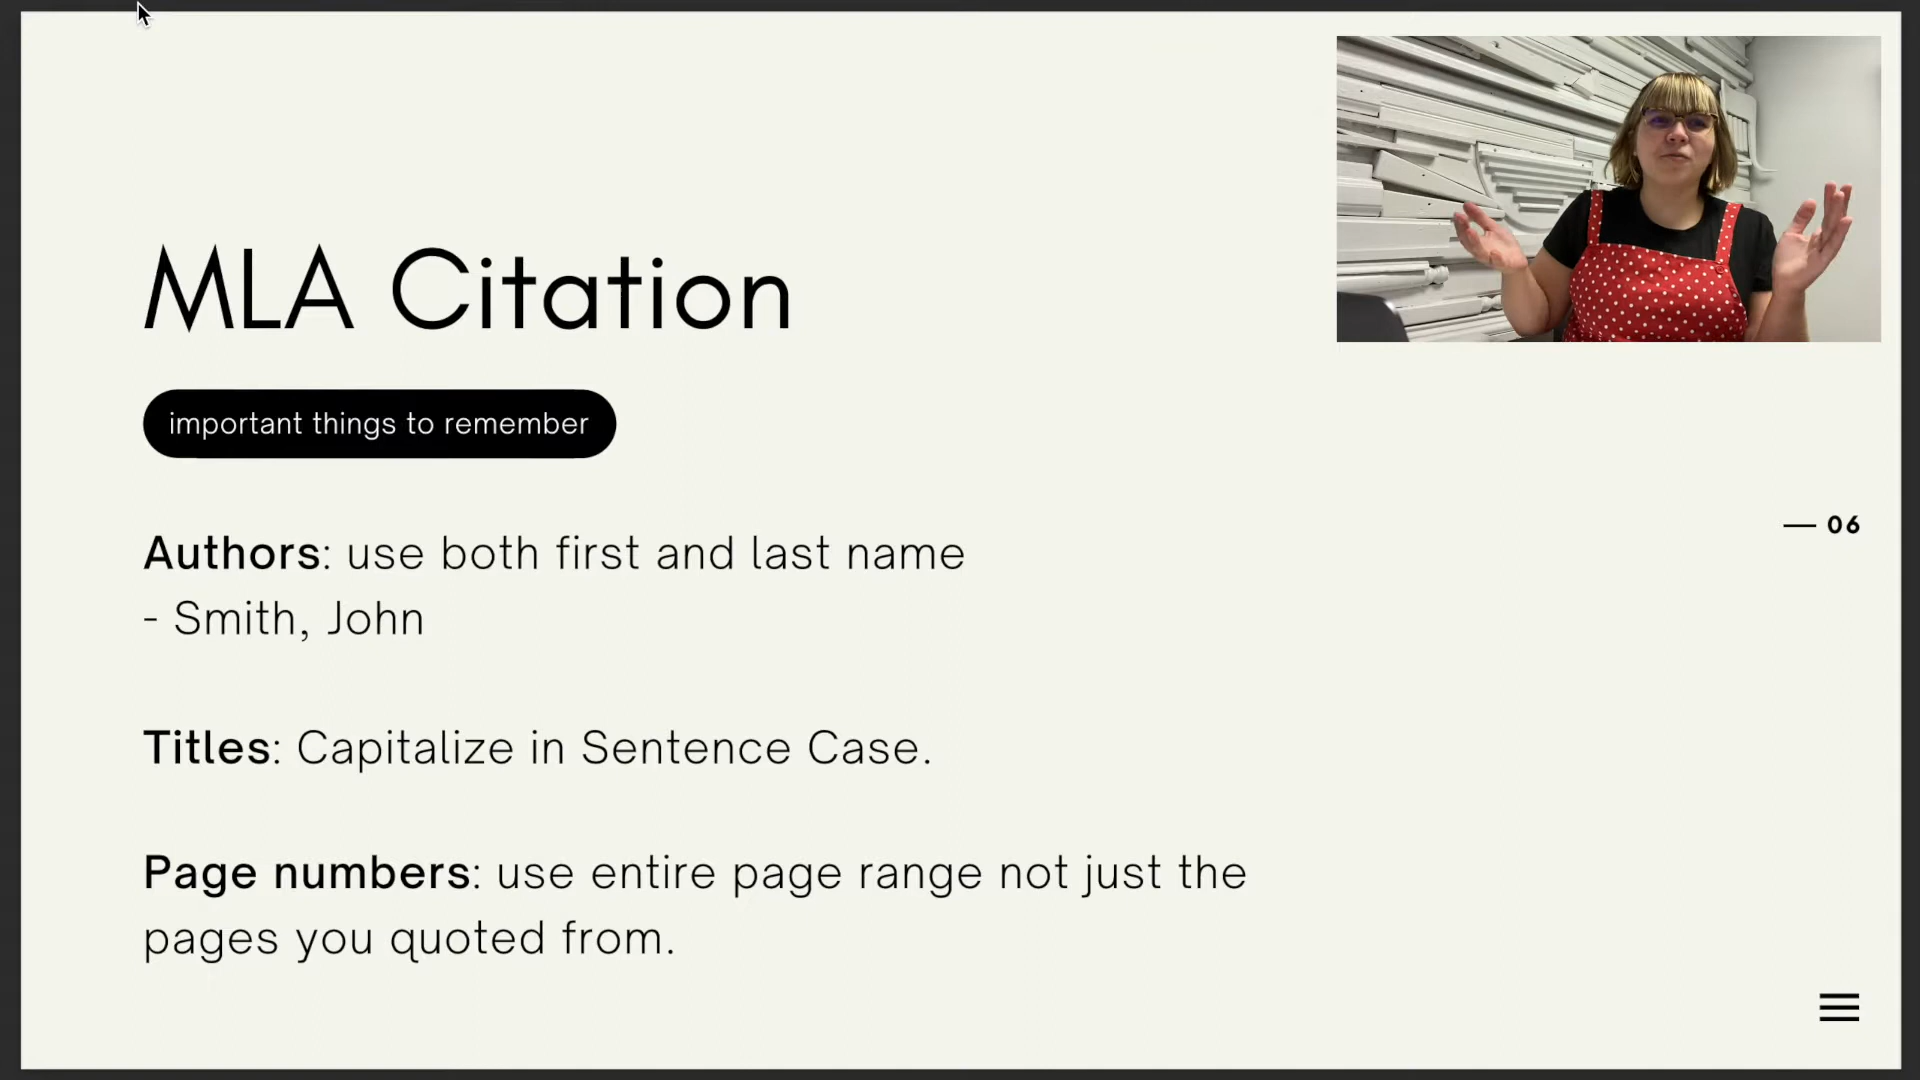 MLA Citation
important things to remember
Authors: use both first and last name
- Smith, John
— 06
Titles: Capitalize in Sentence Case.
Page numbers: use entire page range not just the
pages you quoted from.